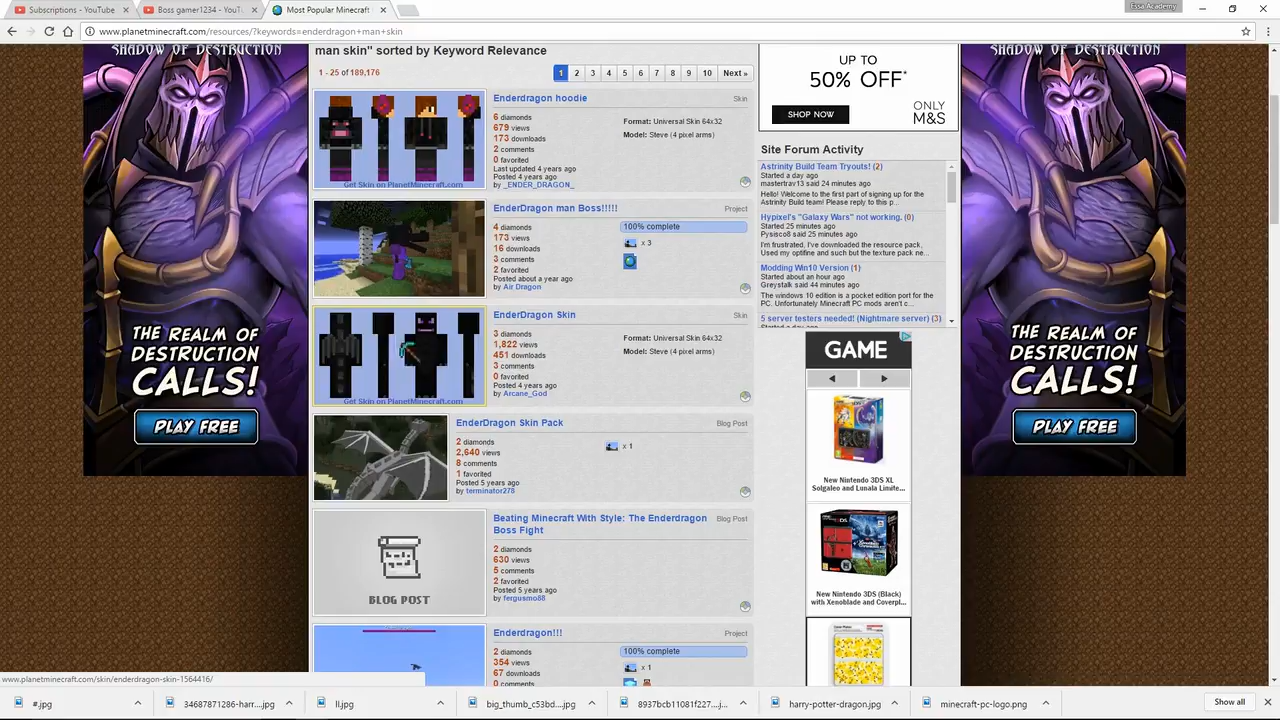 Subscriptions - YouTu
Boss gamer1234 - YouTu
Most Popular Minecraft
Essa Academy
www.planetminecraft.com/resources/?keywords=enderdragon+man+skin
SHADOW OF DESTRUCTION
THE REALM OF
DESTRUCTION
CALLS!
PLAY FREE
man skin" sorted by Keyword Relevance
1 - 25 of 189,176
1 2 3 4 5 6 7 8 9 10 Next »
Enderdragon hoodie
Skin
6 diamonds
679 views
173 downloads
2 comments
0 favorited
Last updated 4 years ago
Posted 4 years ago
by _ENDER_DRAGON_
Format: Universal Skin 64x32
Model: Steve (4 pixel arms)
Get Skin on PlanetMinecraft.com
EnderDragon man Boss!!!!!
Project
4 diamonds
173 views
16 downloads
3 comments
2 favorited
Posted about a year ago
by Air Dragon
100% complete
x 3
EnderDragon Skin
Skin
3 diamonds
1,822 views
451 downloads
3 comments
0 favorited
Posted 4 years ago
by Arcane_God
Format: Universal Skin 64x32
Model: Steve (4 pixel arms)
Get Skin on PlanetMinecraft.com
EnderDragon Skin Pack
Blog Post
2 diamonds
2,640 views
8 comments
1 favorited
Posted 5 years ago
by terminator278
x 1
Beating Minecraft With Style: The Enderdragon
Boss Fight
Blog Post
2 diamonds
630 views
5 comments
2 favorited
Posted 5 years ago
by fergusmo88
BLOG POST
Enderdragon!!!
Project
2 diamonds
354 views
67 downloads
0 comments
100% complete
x 1
UP TO
50% OFF*
SHOP NOW
ONLY
M&S
Site Forum Activity
Astrinity Build Team Tryouts! (2)
Started a day ago
mastertrav13 said 24 minutes ago
Hello! Welcome to the first part of signing up for the
Astrinity Build team! Please reply to this p...
Hypixel's "Galaxy Wars" not working. (0)
Started 25 minutes ago
Pysisco8 said 25 minutes ago
I'm frustrated, I've downloaded the resource pack,
Used my optifine and such but the texture pack ne...
Modding Win10 Version (1)
Started about an hour ago
Greystalk said 44 minutes ago
The windows 10 edition is a pocket edition port for the
PC. Unfortunately Minecraft PC mods aren't c...
5 server testers needed! (Nightmare server) (3)
Started a day ago
GAME
New Nintendo 3DS XL
Solgaleo and Lunala Limite...
New Nintendo 3DS (Black)
with Xenoblade and Coverpl...
SHADOW OF DESTRUCTION
THE REALM OF
DESTRUCTION
CALLS!
PLAY FREE
www.planetminecraft.com/skin/enderdragon-skin-1564416/
#.jpg
34687871286-harr....jpg
ll.jpg
big_thumb_c53bd....jpg
8937bcb11081f227....jpg
harry-potter-dragon.jpg
minecraft-pc-logo.png
Show all